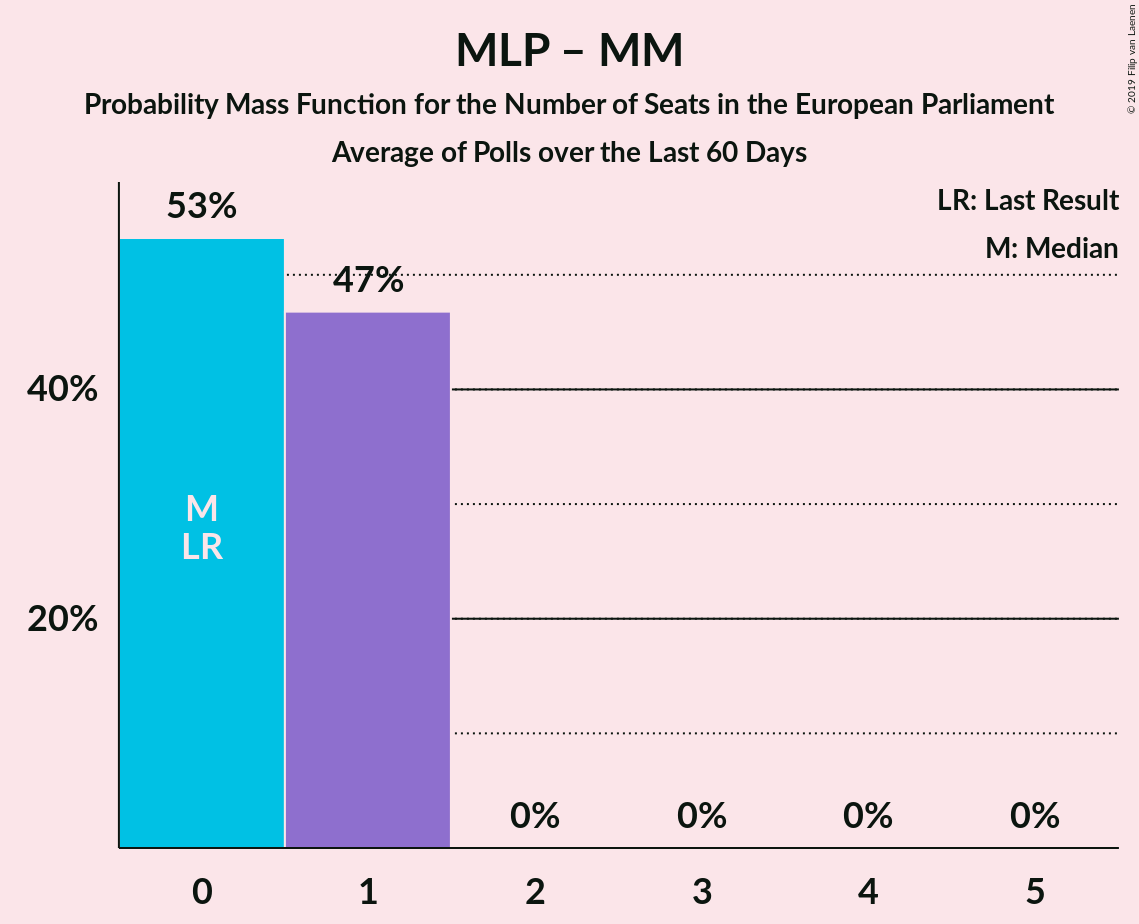 MLP – MM
Probability Mass Function for the Number of Seats in the European Parliament
Average of Polls over the Last 60 Days
© 2019 Filip van Laenen
LR: Last Result
M: Median
53%
47%
40%
20%
M
LR
0%
0%
0%
0%
0
1
2
3
4
5